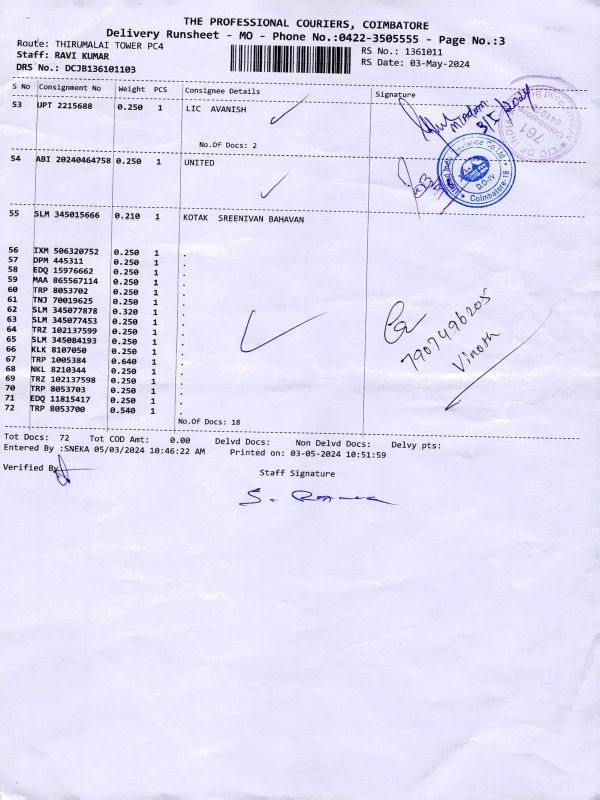 THE PROFESSIONAL COURIERS, COIMBATORE
Delivery Runsheet - MO - Phone No.:0422-3505555 - Page No.:3
Route: THIRUMALAI TOWER PC4
Staff: RAVI KUMAR
DRS No.: DCJB136101103
RS No.: 1361011
RS Date: 03-May-2024
S No Consignment No Weight PCS Consignee Details Signature
53 UPT 2215688 0.250 1 LIC AVANISH
No.Of Docs: 2
54 ABI 20240464758 0.250 1 UNITED
55 SLM 345015666 0.210 1 KOTAK SREENIVAN BAHAVAN
56 IXM 506320752 0.250 1 .
57 DPM 445311 0.250 1 .
58 EDQ 15976662 0.250 1 .
59 MAA 865567114 0.250 1 .
60 TRP 8053702 0.250 1 .
61 TNJ 70019625 0.250 1 .
62 SLM 345077878 0.320 1 .
63 SLM 345077453 0.250 1 .
64 TRZ 102137599 0.250 1 .
65 SLM 345084193 0.250 1 .
66 KLK 8107050 0.250 1 .
67 TRP 1005384 0.640 1 .
68 NKL 8210344 0.250 1 .
69 TRZ 102137598 0.250 1 .
70 TRP 8053703 0.250 1 .
71 EDQ 11815417 0.250 1 .
72 TRP 8053700 0.540 1 .
No.Of Docs: 18
7907496205
Vinoth
761
D.O-IV
Coimbatore-18
Tot Docs: 72 Tot COD Amt: 0.00 Delvd Docs: Non Delvd Docs: Delvy pts:
Entered By :SNEKA 05/03/2024 10:46:22 AM Printed on: 03-05-2024 10:51:59
Verified By
Staff Signature